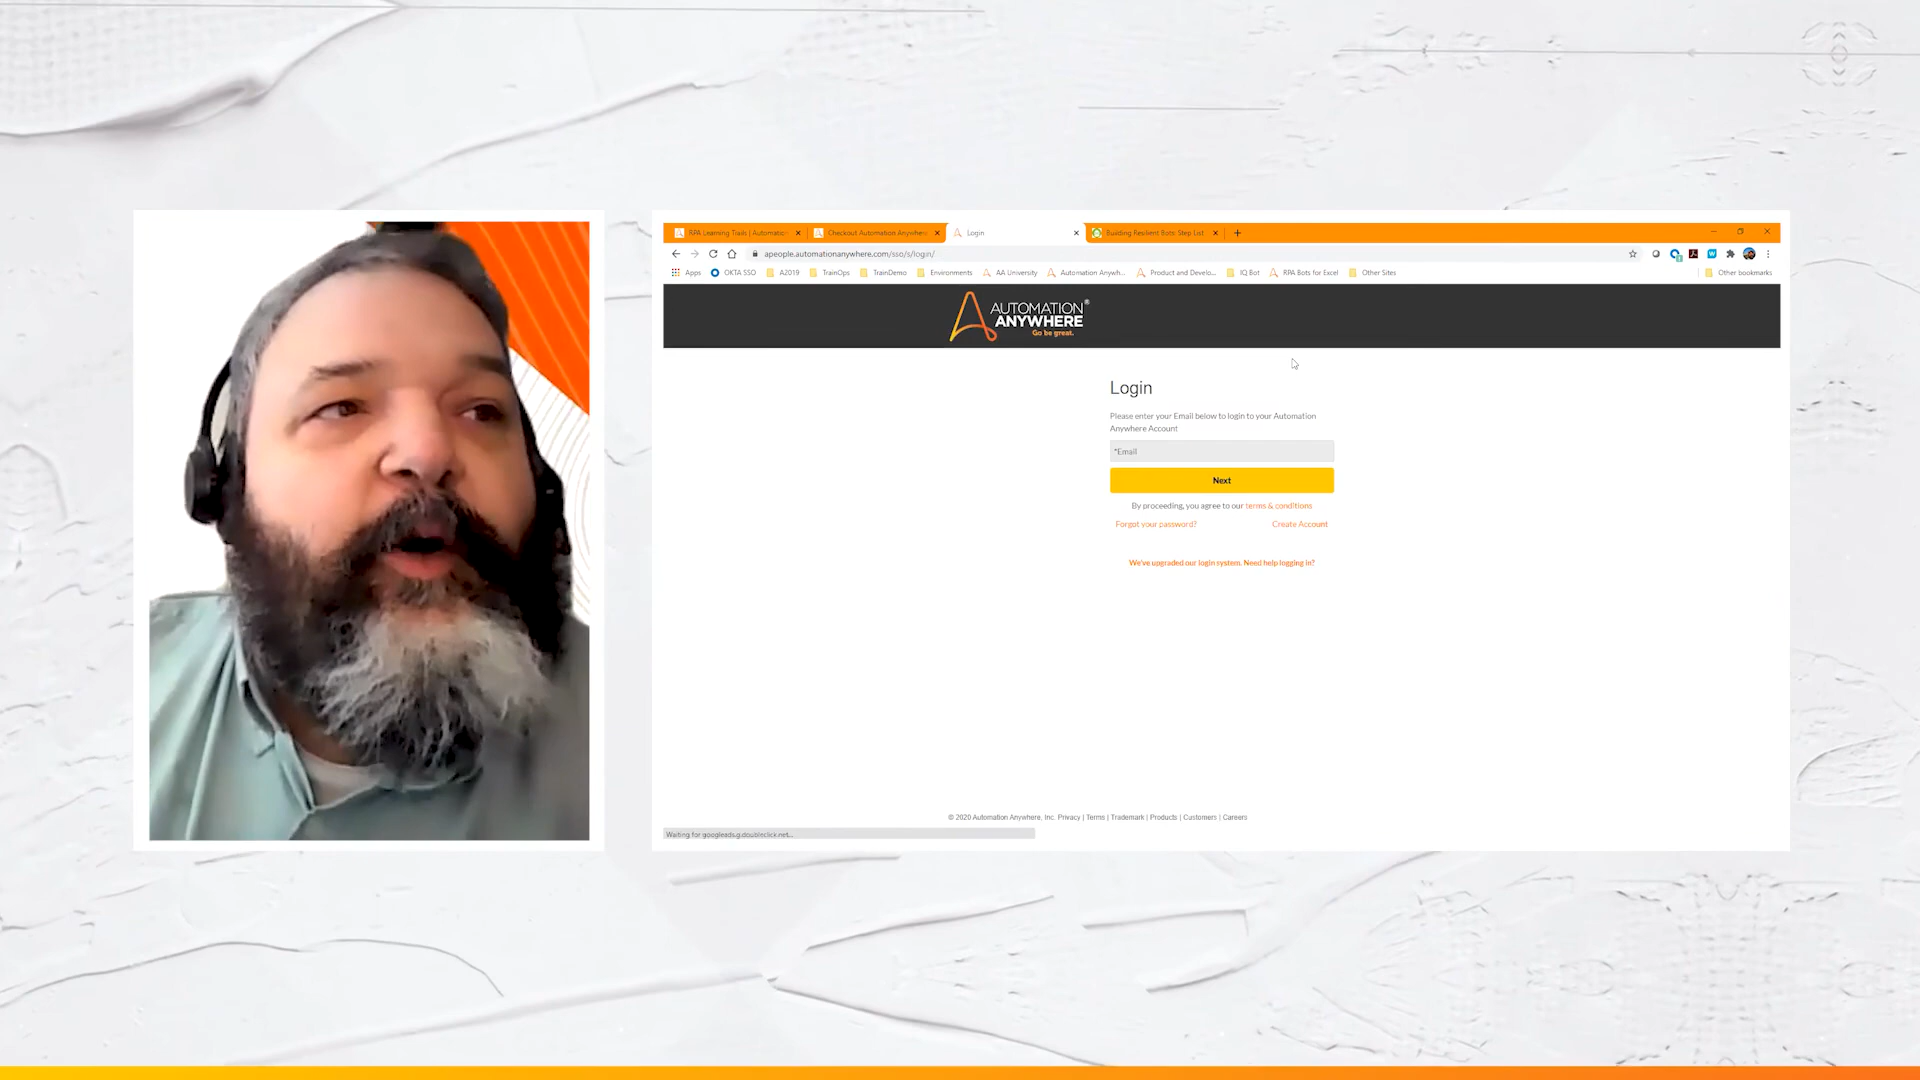 RPA Learning Trails | Automatio
Checkout Automation Anywhere
Login
Building Resilient Bots: Step List
apeople.automationanywhere.com/sso/s/login/
Apps
OKTA SSO
A2019
TrainOps
TrainDemo
Environments
AA University
Automation Anywh...
Product and Develo...
IQ Bot
RPA Bots for Excel
Other Sites
Other bookmarks
AUTOMATION®
ANYWHERE
Go be great.
Login
Please enter your Email below to login to your Automation
Anywhere Account
*Email
Next
By proceeding, you agree to our terms & conditions
Forgot your password?
Create Account
We've upgraded our login system. Need help logging in?
© 2020 Automation Anywhere, Inc. Privacy | Terms | Trademark | Products | Customers | Careers
Waiting for googleads.g.doubleclick.net...